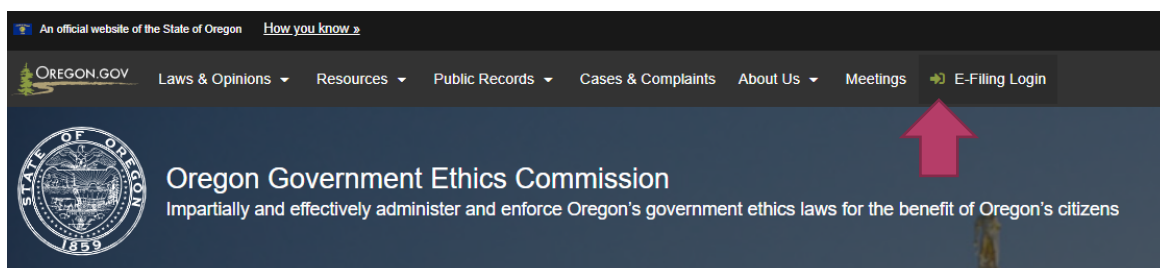 An official website of the State of Oregon How you know »
OREGON.GOV Laws & Opinions Resources Public Records Cases & Complaints About Us Meetings E-Filing Login
STATE OF OREGON
1859
Oregon Government Ethics Commission
Impartially and effectively administer and enforce Oregon's government ethics laws for the benefit of Oregon's citizens